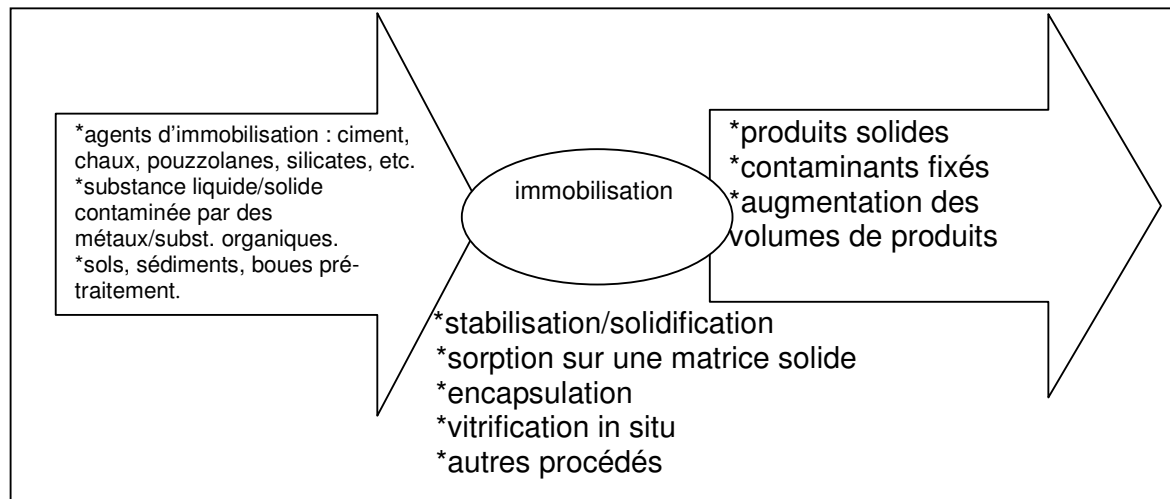 *agents d'immobilisation : ciment,
chaux, pouzzolanes, silicates, etc.
*substance liquide/solide
contaminée par des
métaux/subst. organiques.
*sols, sédiments, boues pré-
traitement.
immobilisation
*stabilisation/solidification
*sorption sur une matrice solide
*encapsulation
*vitrification in situ
*autres procédés
*produits solides
*contaminants fixés
*augmentation des
volumes de produits